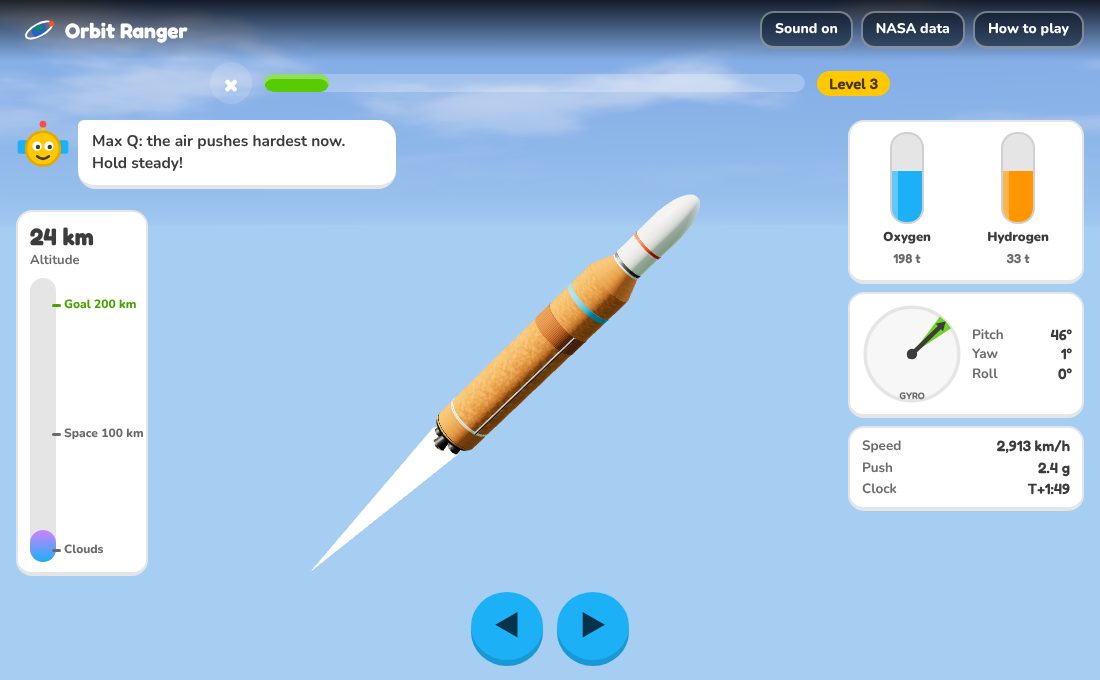 Orbit Ranger
Sound on
NASA data
How to play
Level 3
Max Q: the air pushes hardest now.
Hold steady!
24 km
Altitude
Goal 200 km
Space 100 km
Clouds
Oxygen
198 t
Hydrogen
33 t
GYRO
Pitch 46°
Yaw 1°
Roll 0°
Speed 2,913 km/h
Push 2.4 g
Clock T+1:49